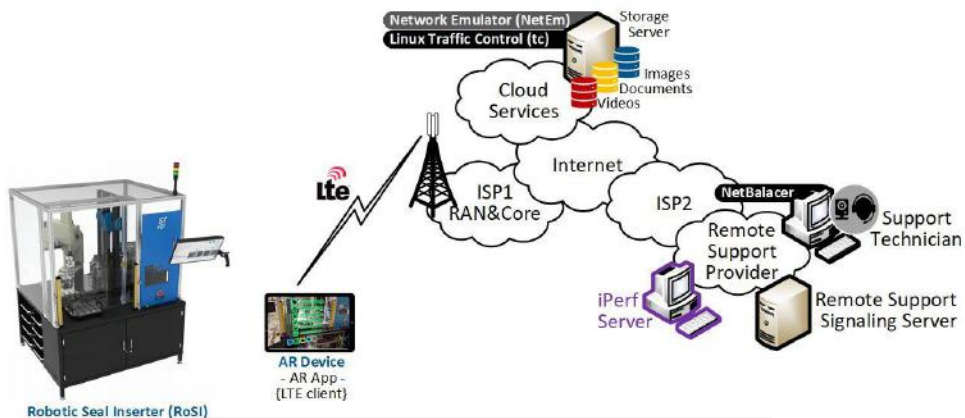 Network Emulator (NetEm)
Linux Traffic Control (tc)
Storage
Server
Images
Documents
Videos
Cloud
Services
Internet
Lte
ISP1
RAN&Core
ISP2
NetBalacer
Support
Technician
Remote
Support
Provider
iPerf
Server
Remote Support
Signaling Server
AR Device
- AR App -
(LTE client)
Robotic Seal Inserter (RoSI)